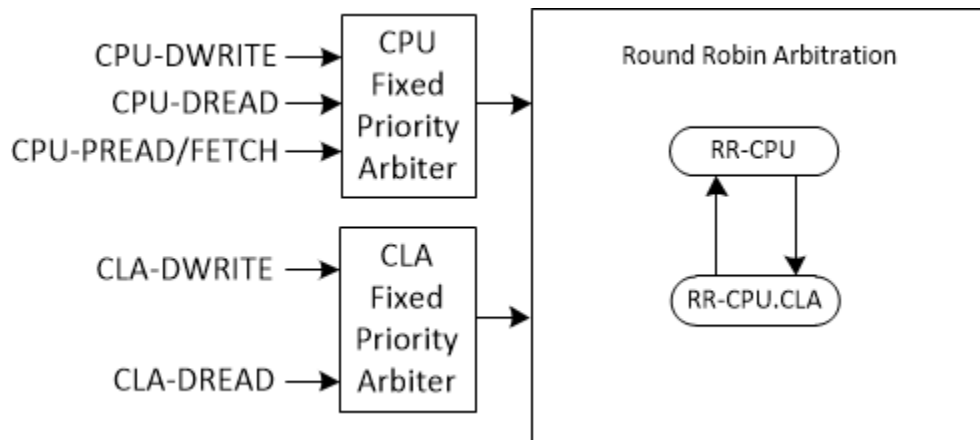 CPU-DWRITE
CPU-DREAD
CPU-PREAD/FETCH
CPU
Fixed
Priority
Arbiter
CLA-DWRITE
CLA-DREAD
CLA
Fixed
Priority
Arbiter
Round Robin Arbitration
RR-CPU
RR-CPU.CLA